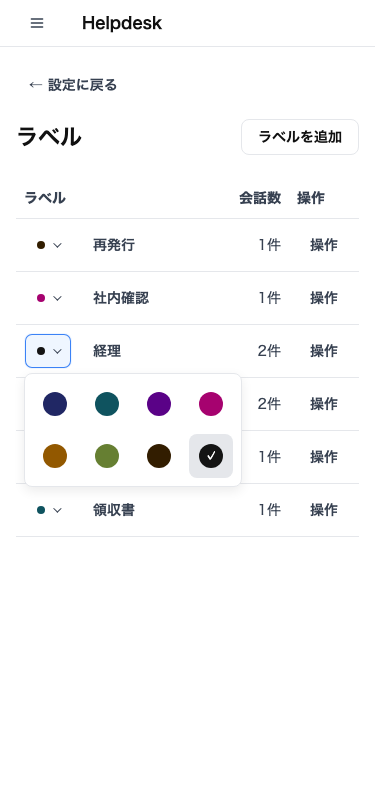 Helpdesk
← 設定に戻る
ラベル
ラベルを追加
ラベル 会話数 操作
再発行 1件 操作
社内確認 1件 操作
経理 2件 操作
2件 操作
1件 操作
領収書 1件 操作